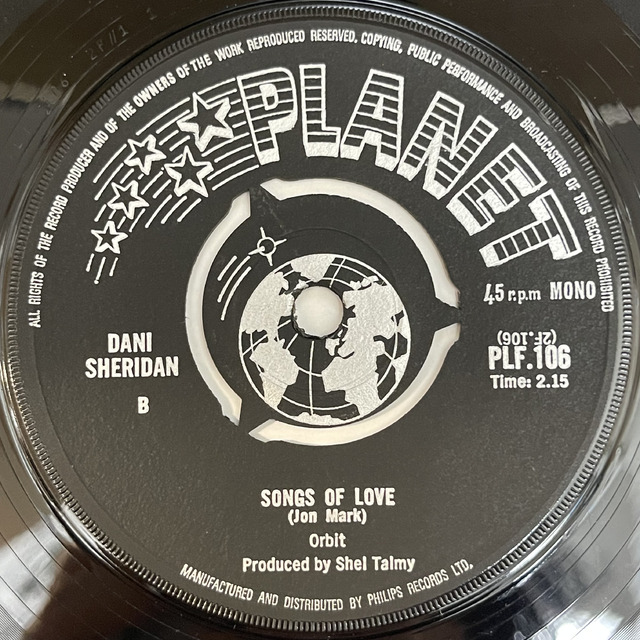 ALL RIGHTS OF THE RECORD PRODUCER AND OF THE OWNERS OF THE WORK REPRODUCED RESERVED. COPYING, PUBLIC PERFORMANCE AND BROADCASTING OF THIS RECORD PROHIBITED
PLANET
45 r.p.m MONO
DANI
SHERIDAN
B
(2F.106)
PLF.106
Time: 2.15
SONGS OF LOVE
(Jon Mark)
Orbit
Produced by Shel Talmy
MANUFACTURED AND DISTRIBUTED BY PHILIPS RECORDS LTD.